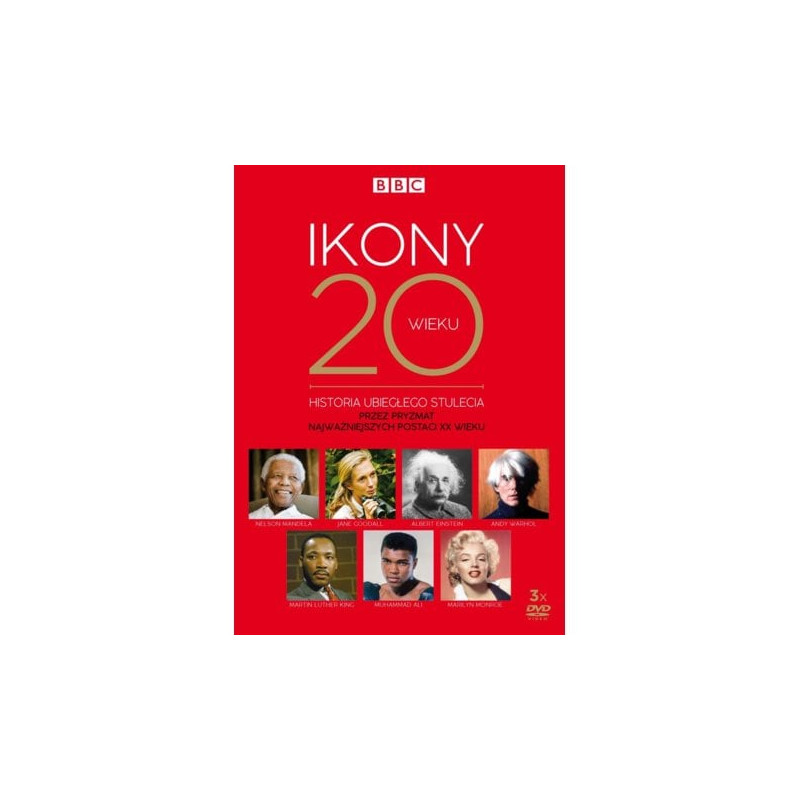 BBC
IKONY
20 WIEKU
HISTORIA UBIEGŁEGO STULECIA
PRZEZ PRYZMAT
NAJWAŻNIEJSZYCH POSTACI XX WIEKU
NELSON MANDELA JANE GOODALL ALBERT EINSTEIN ANDY WARHOL
MARTIN LUTHER KING MUHAMMAD ALI MARILYN MONROE
3x
DVD
VIDEO